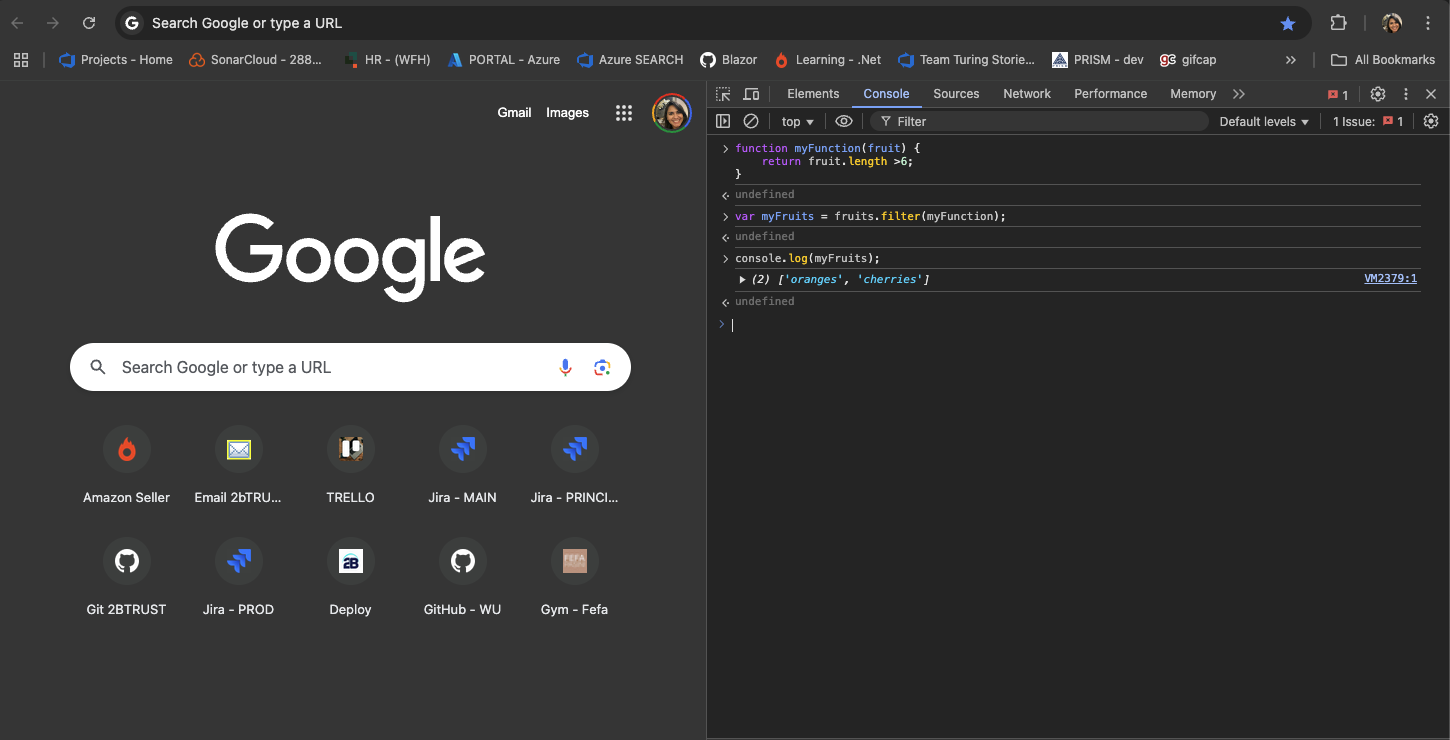 Search Google or type a URL
Projects - Home SonarCloud - 288... HR - (WFH) PORTAL - Azure Azure SEARCH Blazor Learning - .Net Team Turing Storie... PRISM - dev gifcap All Bookmarks
Gmail Images
Elements Console Sources Network Performance Memory 1
top Filter Default levels 1 Issue: 1
function myFunction(fruit) {
return fruit.length >6;
}
undefined
var myFruits = fruits.filter(myFunction);
undefined
console.log(myFruits);
(2) ['oranges', 'cherries'] VM2379:1
undefined
Google
Search Google or type a URL
Amazon Seller Email 2bTRU... TRELLO Jira - MAIN Jira - PRINCI...
Git 2BTRUST Jira - PROD Deploy GitHub - WU Gym - Fefa